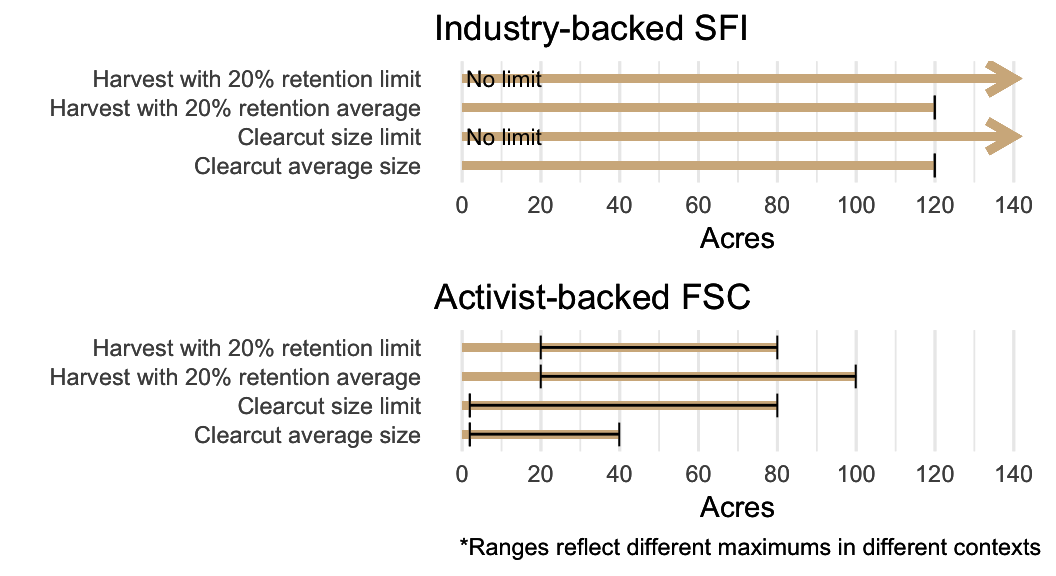 Industry-backed SFI
Harvest with 20% retention limit
No limit
Harvest with 20% retention average
Clearcut size limit
No limit
Clearcut average size
0 20 40 60 80 100 120 140
Acres
Activist-backed FSC
Harvest with 20% retention limit
Harvest with 20% retention average
Clearcut size limit
Clearcut average size
0 20 40 60 80 100 120 140
Acres
*Ranges reflect different maximums in different contexts